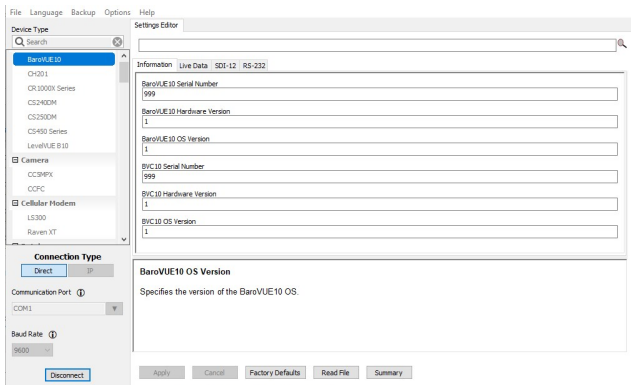 File Language Backup Options Help
Device Type
Search
BaroVUE10
CH201
CR1000X Series
CS240DM
CS250DM
CS450 Series
LevelVUE B10
Camera
CC5MPX
CCFC
Cellular Modem
LS300
Raven XT
Connection Type
Direct IP
Communication Port
COM1
Baud Rate
9600
Disconnect
Settings Editor
Information Live Data SDI-12 RS-232
BaroVUE10 Serial Number
999
BaroVUE10 Hardware Version
1
BaroVUE10 OS Version
1
BVC10 Serial Number
999
BVC10 Hardware Version
1
BVC10 OS Version
1
BaroVUE10 OS Version
Specifies the version of the BaroVUE10 OS.
Apply Cancel Factory Defaults Read File Summary